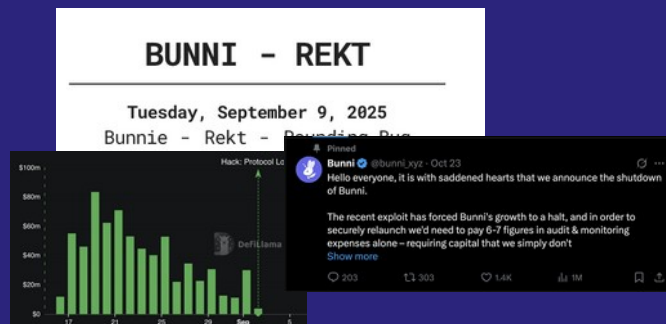 BUNNI - REKT
Tuesday, September 9, 2025
Bunnie - Rekt - Rounding Bug
Hack: Protocol Lo
$100m
$80m
$60m
$40m
$20m
$0
DefiLlama
17
21
25
29
Sep
5
Pinned
Bunni @bunni_xyz · Oct 23
Hello everyone, it is with saddened hearts that we announce the shutdown
of Bunni.
The recent exploit has forced Bunni's growth to a halt, and in order to
securely relaunch we'd need to pay 6-7 figures in audit & monitoring
expenses alone – requiring capital that we simply don't
Show more
203
303
1.4K
1M